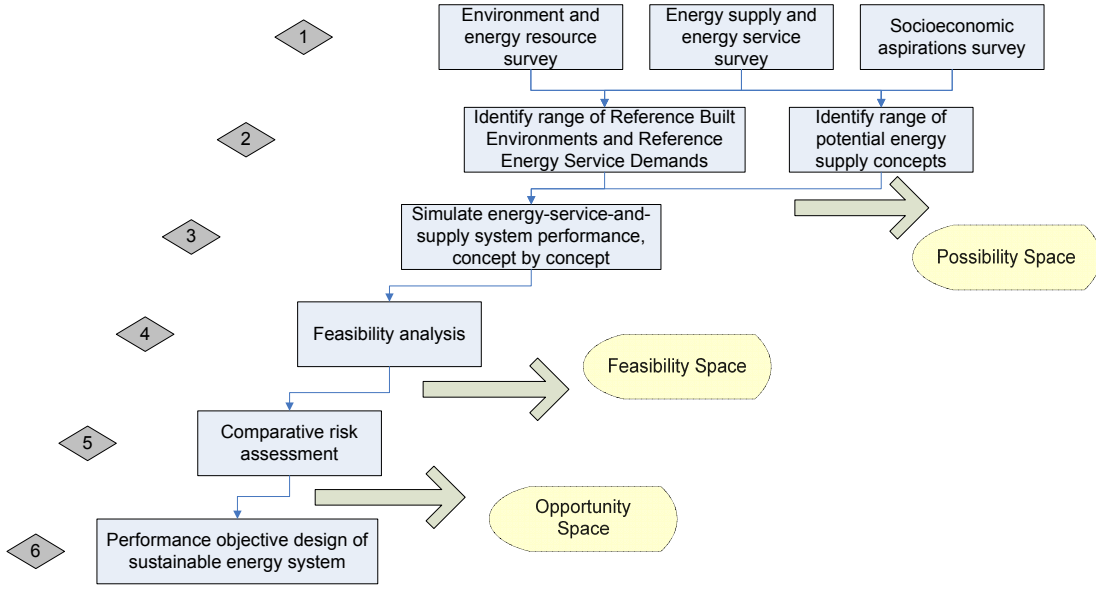 1
Environment and
energy resource
survey
Energy supply and
energy service
survey
Socioeconomic
aspirations survey
2
Identify range of Reference Built
Environments and Reference
Energy Service Demands
Identify range of
potential energy
supply concepts
3
Simulate energy-service-and-
supply system performance,
concept by concept
Possibility Space
4
Feasibility analysis
Feasibility Space
5
Comparative risk
assessment
Opportunity
Space
6
Performance objective design of
sustainable energy system